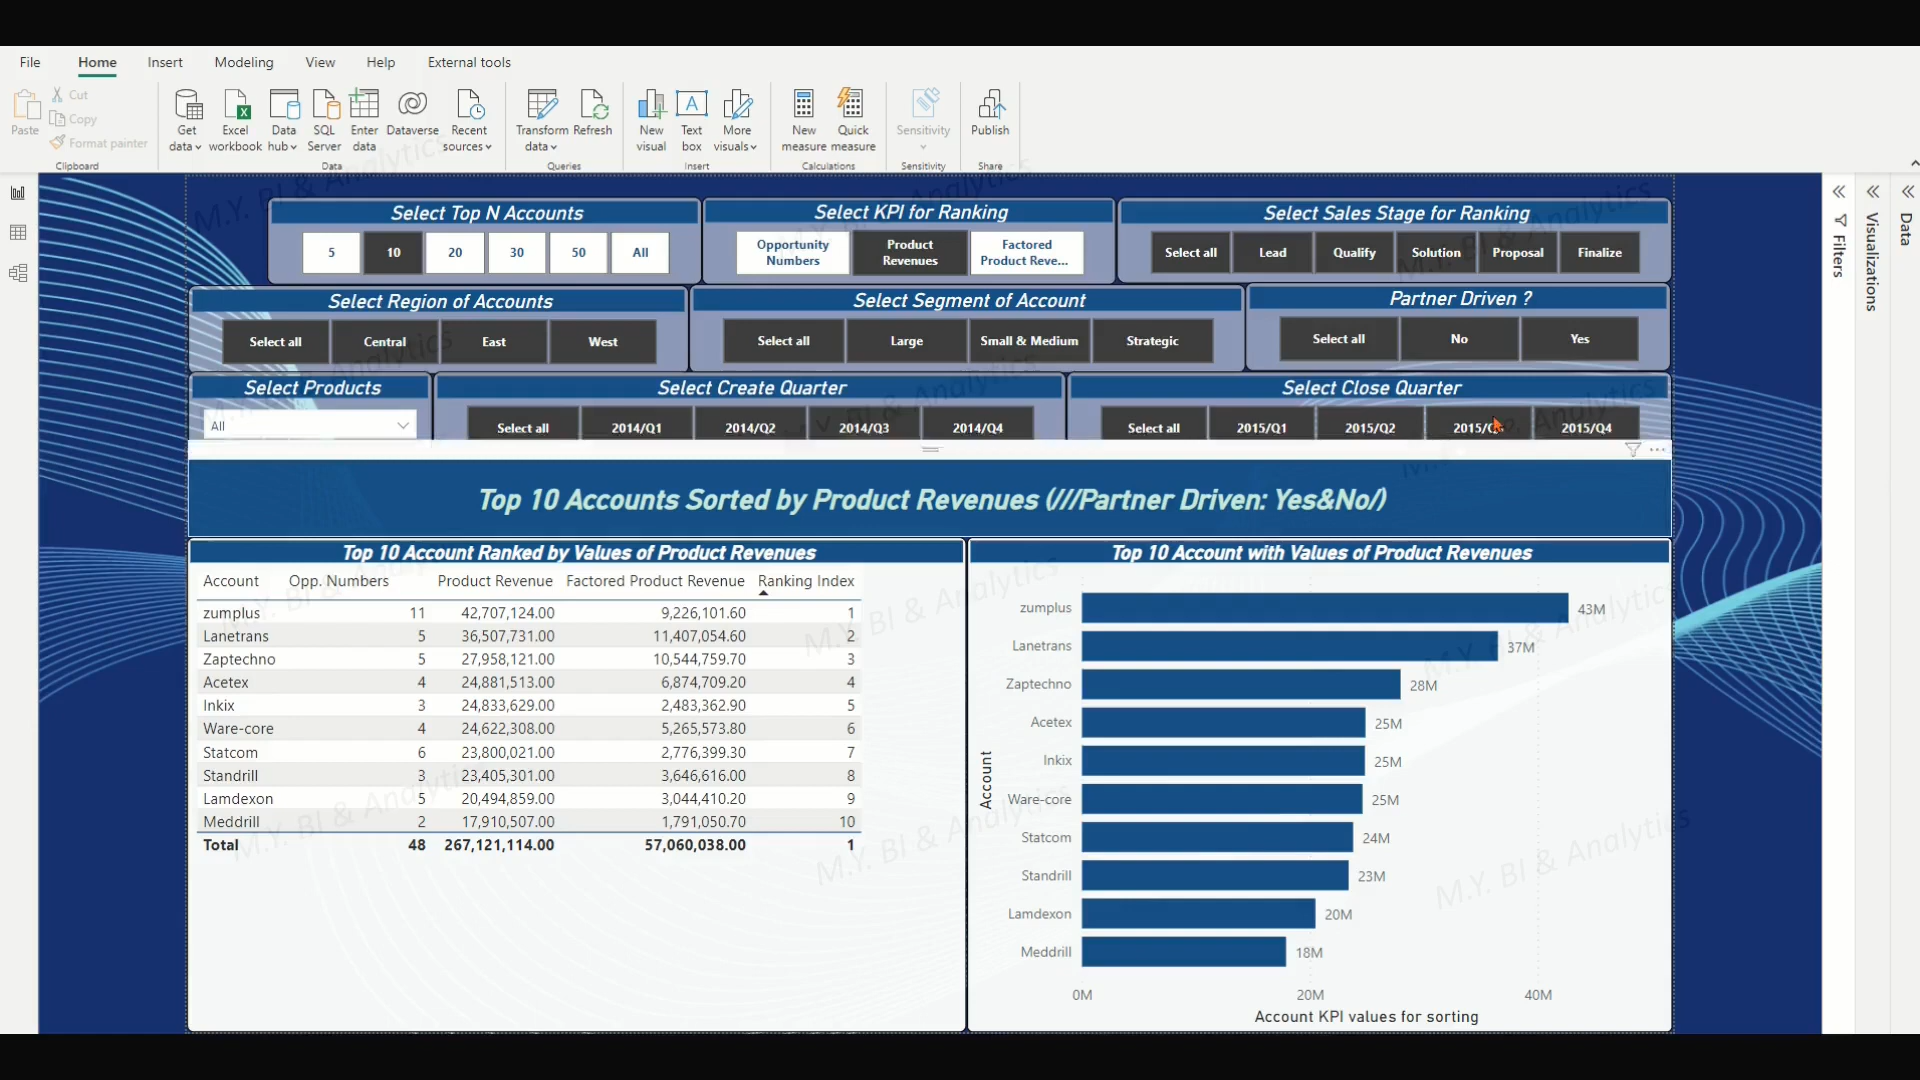 File Home Insert Modeling View Help External tools
Paste
Cut
Copy
Format painter
Clipboard
Get data
Excel workbook
Data hub
SQL Server
Enter data
Dataverse
Recent sources
Data
Transform data
Refresh
Queries
New visual
Text box
More visuals
Insert
New measure
Quick measure
Calculations
Sensitivity
Sensitivity
Publish
Share
Select Top N Accounts
5 10 20 30 50 All
Select KPI for Ranking
Opportunity Numbers
Product Revenues
Factored Product Reve...
Select Sales Stage for Ranking
Select all Lead Qualify Solution Proposal Finalize
Select Region of Accounts
Select all Central East West
Select Segment of Account
Select all Large Small & Medium Strategic
Partner Driven ?
Select all No Yes
Select Products
All
Select Create Quarter
Select all 2014/Q1 2014/Q2 2014/Q3 2014/Q4
Select Close Quarter
Select all 2015/Q1 2015/Q2 2015/Q 2015/Q4
Filters
Visualizations
Data
Top 10 Accounts Sorted by Product Revenues (///Partner Driven: Yes&No/)
Top 10 Account Ranked by Values of Product Revenues
Account Opp. Numbers Product Revenue Factored Product Revenue Ranking Index
zumplus 11 42,707,124.00 9,226,101.60 1
Lanetrans 5 36,507,731.00 11,407,054.60 2
Zaptechno 5 27,958,121.00 10,544,759.70 3
Acetex 4 24,881,513.00 6,874,709.20 4
Inkix 3 24,833,629.00 2,483,362.90 5
Ware-core 4 24,622,308.00 5,265,573.80 6
Statcom 6 23,800,021.00 2,776,399.30 7
Standrill 3 23,405,301.00 3,646,616.00 8
Lamdexon 5 20,494,859.00 3,044,410.20 9
Meddrill 2 17,910,507.00 1,791,050.70 10
Total 48 267,121,114.00 57,060,038.00 1
Top 10 Account with Values of Product Revenues
Account
zumplus 43M
Lanetrans 37M
Zaptechno 28M
Acetex 25M
Inkix 25M
Ware-core 25M
Statcom 24M
Standrill 23M
Lamdexon 20M
Meddrill 18M
0M 20M 40M
Account KPI values for sorting
M.Y. BI & Analytics